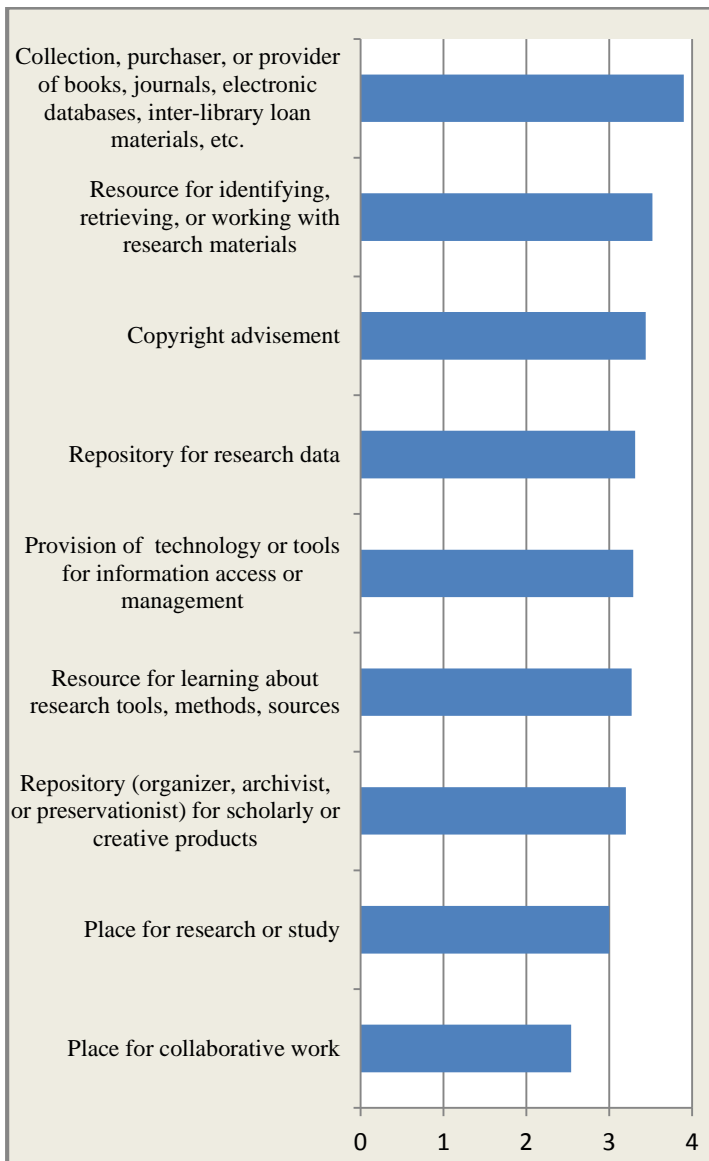 Collection, purchaser, or provider
of books, journals, electronic
databases, inter-library loan
materials, etc.
Resource for identifying,
retrieving, or working with
research materials
Copyright advisement
Repository for research data
Provision of  technology or tools
for information access or
management
Resource for learning about
research tools, methods, sources
Repository (organizer, archivist,
or preservationist) for scholarly or
creative products
Place for research or study
Place for collaborative work
0 1 2 3 4